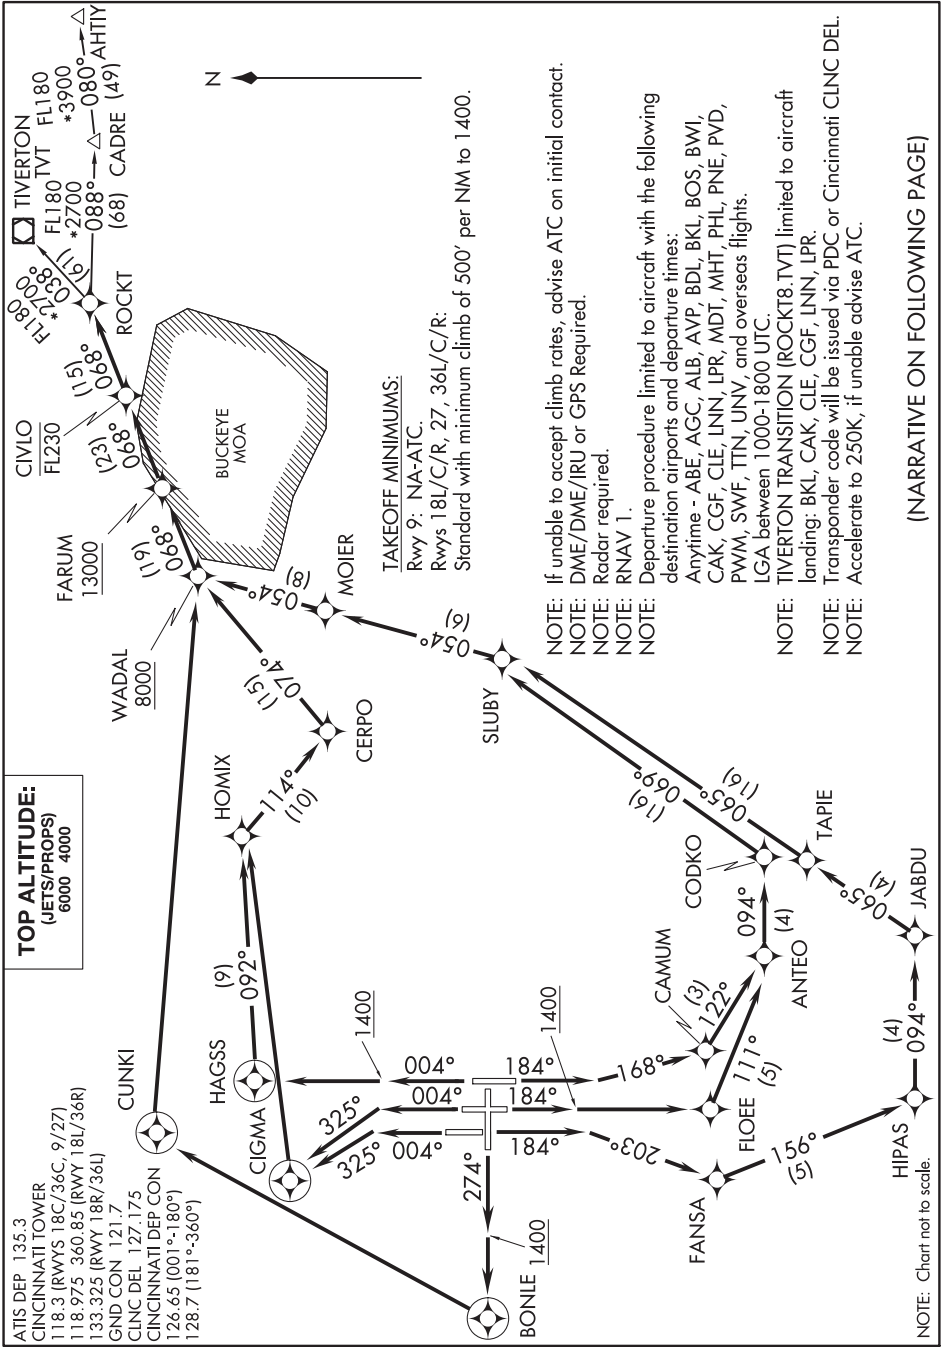 ATIS DEP 135.3
CINCINNATI TOWER
118.3 (RWYS 18C/36C, 9/27)
118.975 360.85 (RWY 18L/36R)
133.325 (RWY 18R/36L)
GND CON 121.7
CLNC DEL 127.175
CINCINNATI DEP CON
126.65 (001°-180°)
128.7 (181°-360°)
TOP ALTITUDE:
(JETS/PROPS)
6000 4000
TIVERTON
TVT
FL180
*2700
038°
(61)
FL180
*2700
088°
(68)
CADRE
FL180
*3900
080°
(49)
AHTIY
ROCKT
(15)
068°
CIVLO
FL230
(23)
068°
FARUM
13000
(19)
068°
WADAL
8000
BUCKEYE
MOA
N
CUNKI
HAGSS
CIGMA
(9)
092°
HOMIX
114°
(10)
CERPO
(15)
074°
MOIER
054°
(8)
SLUBY
054°
(6)
069°
(16)
065°
(16)
CODKO
TAPIE
065°
(4)
JABDU
094°
(4)
ANTEO
CAMUM
(3)
122°
111°
(5)
FLOEE
(4)
094°
HIPAS
156°
(5)
FANSA
BONLE
1400
274°
325°
325°
004°
004°
004°
1400
184°
184°
184°
1400
168°
203°
TAKEOFF MINIMUMS:
Rwy 9: NA-ATC.
Rwys 18L/C/R, 27, 36L/C/R:
Standard with minimum climb of 500' per NM to 1400.
NOTE: If unable to accept climb rates, advise ATC on initial contact.
NOTE: DME/DME/IRU or GPS Required.
NOTE: Radar required.
NOTE: RNAV 1.
NOTE: Departure procedure limited to aircraft with the following
destination airports and departure times:
Anytime - ABE, AGC, ALB, AVP, BDL, BKL, BOS, BWI,
CAK, CGF, CLE, LNN, LPR, MDT, MHT, PHL, PNE, PVD,
PWM, SWF, TTN, UNV, and overseas flights.
LGA between 1000-1800 UTC.
NOTE: TIVERTON TRANSITION (ROCKT8.TVT) limited to aircraft
landing: BKL, CAK, CLE, CGF, LNN, LPR.
NOTE: Transponder code will be issued via PDC or Cincinnati CLNC DEL.
NOTE: Accelerate to 250K, if unable advise ATC.
(NARRATIVE ON FOLLOWING PAGE)
NOTE: Chart not to scale.